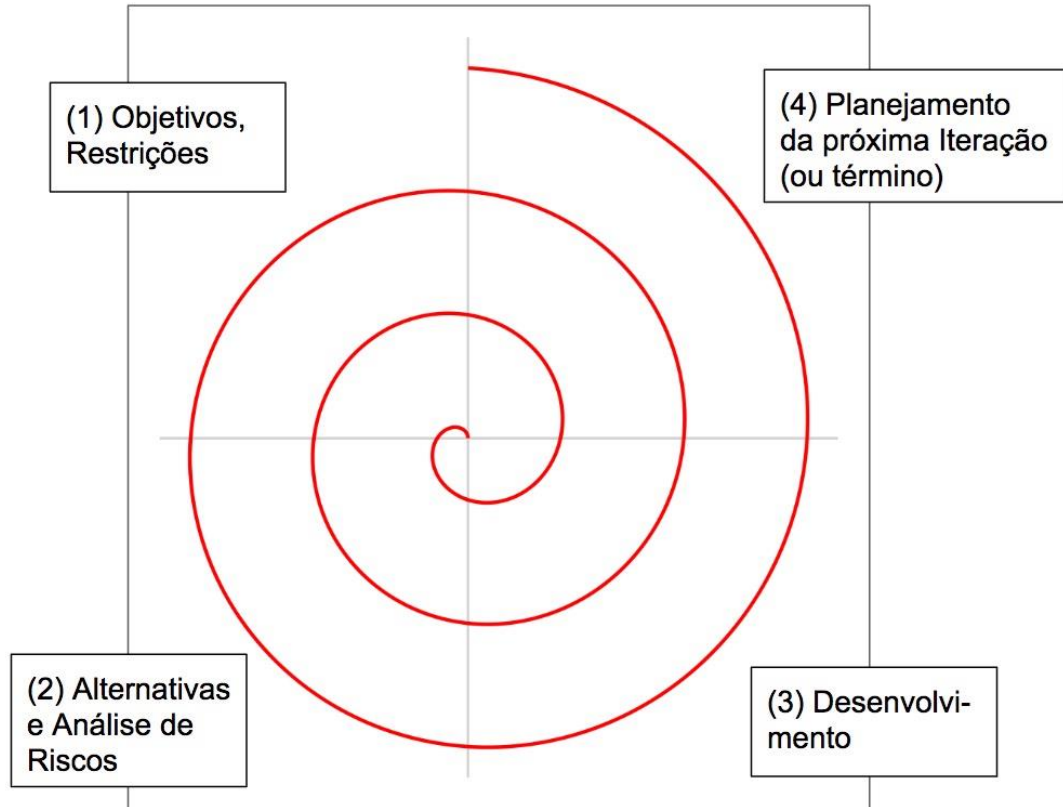 (1) Objetivos,
Restrições
(4) Planejamento
da próxima Iteração
(ou término)
(2) Alternativas
e Análise de
Riscos
(3) Desenvolvi-
mento